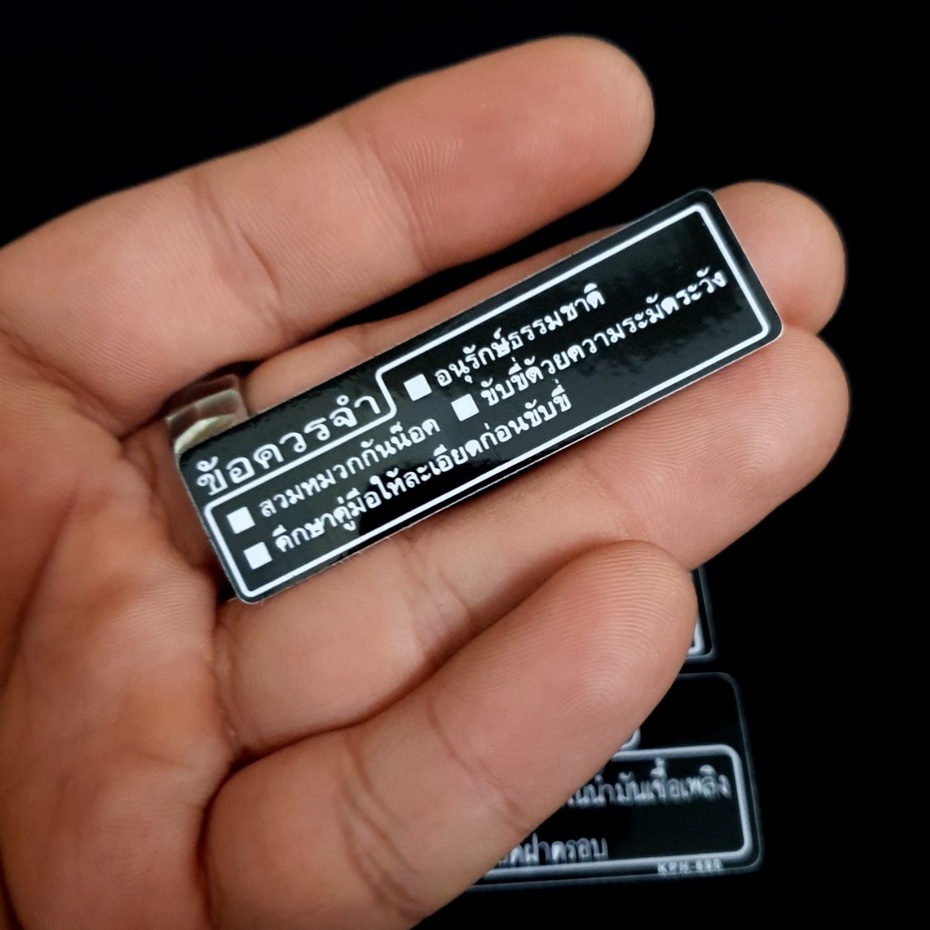 ข้อควรจำ
อนุรักษ์ธรรมชาติ
สวมหมวกกันน็อค
ขับขี่ด้วยความระมัดระวัง
ศึกษาคู่มือให้ละเอียดก่อนขับขี่
น้ำมันเชื้อเพลิง
ฝาครอบ